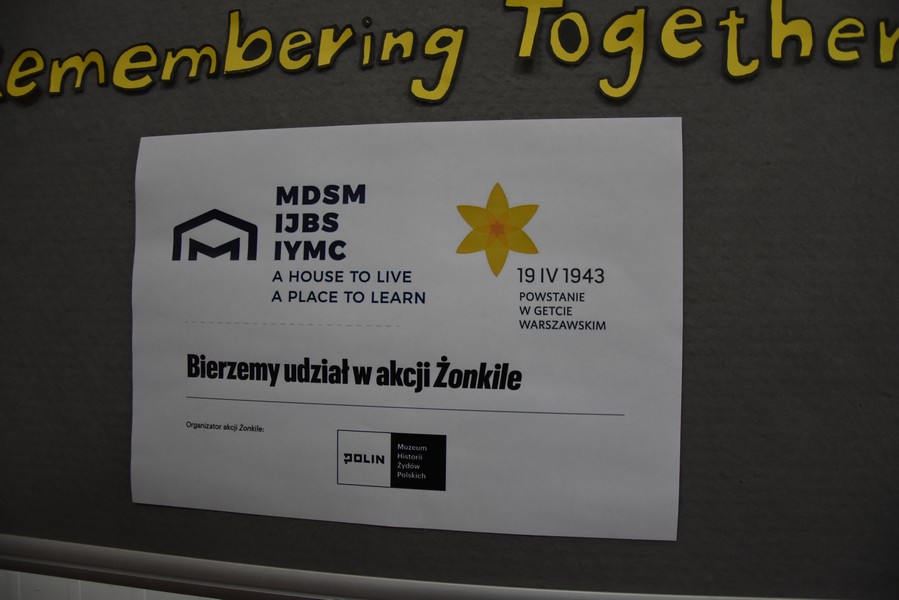 Remembering Together
MDSM
IJBS
IYMC
A HOUSE TO LIVE
A PLACE TO LEARN
19 IV 1943
POWSTANIE
W GETCIE
WARSZAWSKIM
Bierzemy udział w akcji Żonkile
Organizator akcji Żonkile:
POLIN
Muzeum
Historii
Żydów
Polskich